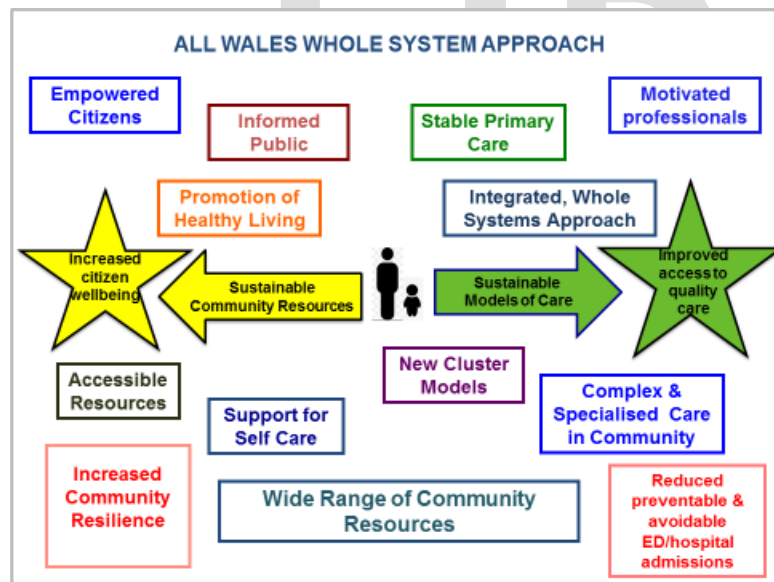 ALL WALES WHOLE SYSTEM APPROACH
Empowered
Citizens
Informed
Public
Stable Primary
Care
Motivated
professionals
Promotion of
Healthy Living
Integrated, Whole
Systems Approach
Increased
citizen
wellbeing
Sustainable
Community Resources
Sustainable
Models of Care
Improved
access to
quality
care
Accessible
Resources
New Cluster
Models
Support for
Self Care
Complex &
Specialised Care
in Community
Increased
Community
Resilience
Wide Range of Community
Resources
Reduced
preventable &
avoidable
ED/hospital
admissions